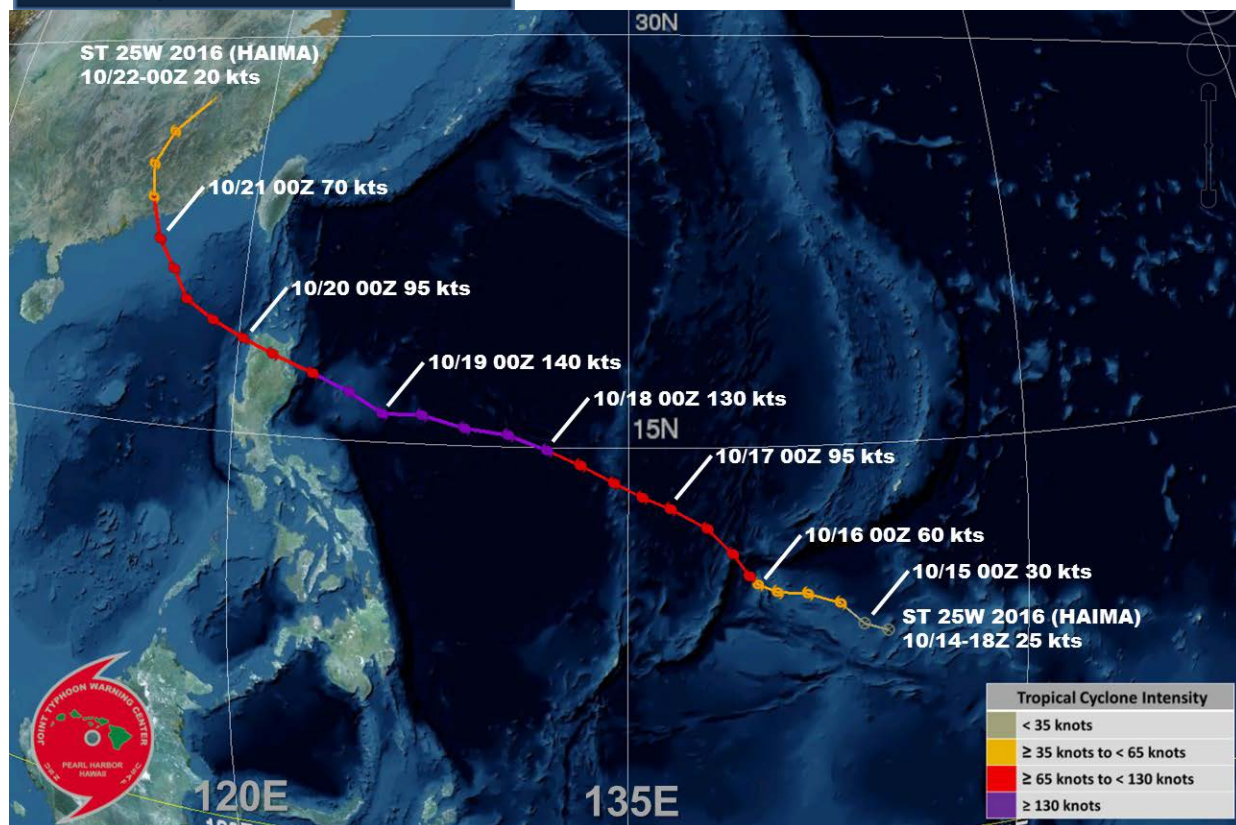 30N
ST 25W 2016 (HAIMA)
10/22-00Z 20 kts
10/21 00Z 70 kts
10/20 00Z 95 kts
10/19 00Z 140 kts
10/18 00Z 130 kts
15N
10/17 00Z 95 kts
10/16 00Z 60 kts
10/15 00Z 30 kts
ST 25W 2016 (HAIMA)
10/14-18Z 25 kts
JOINT TYPHOON WARNING CENTER
PEARL HARBOR
HAWAII
Tropical Cyclone Intensity
< 35 knots
≥ 35 knots to < 65 knots
≥ 65 knots to < 130 knots
≥ 130 knots
120E
135E